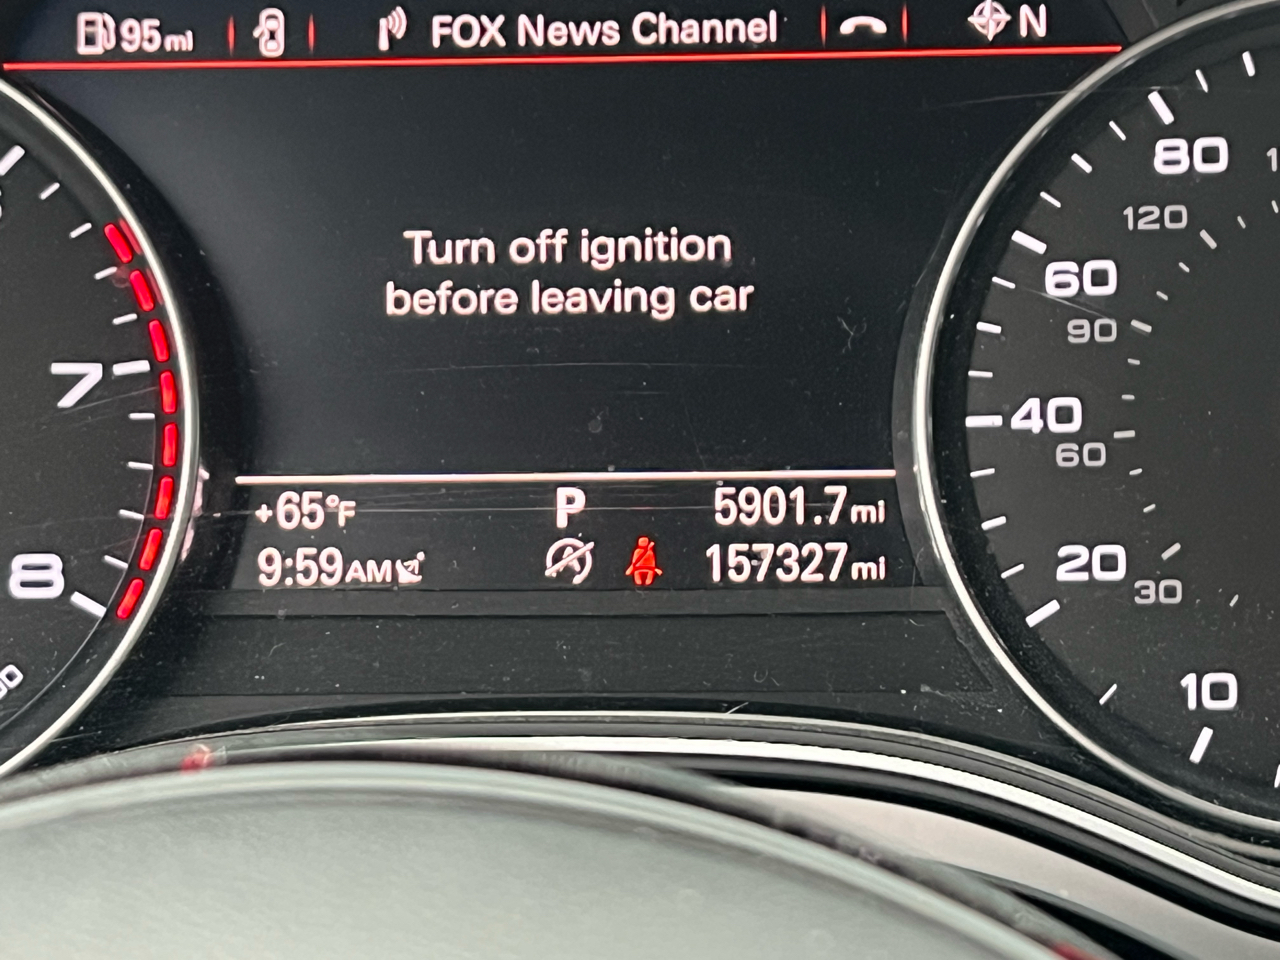 95mi FOX News Channel N
Turn off ignition
before leaving car
+65°F P 5901.7mi
9:59AM A 157327mi
7
8
80
120
60
90
40
60
20
30
10